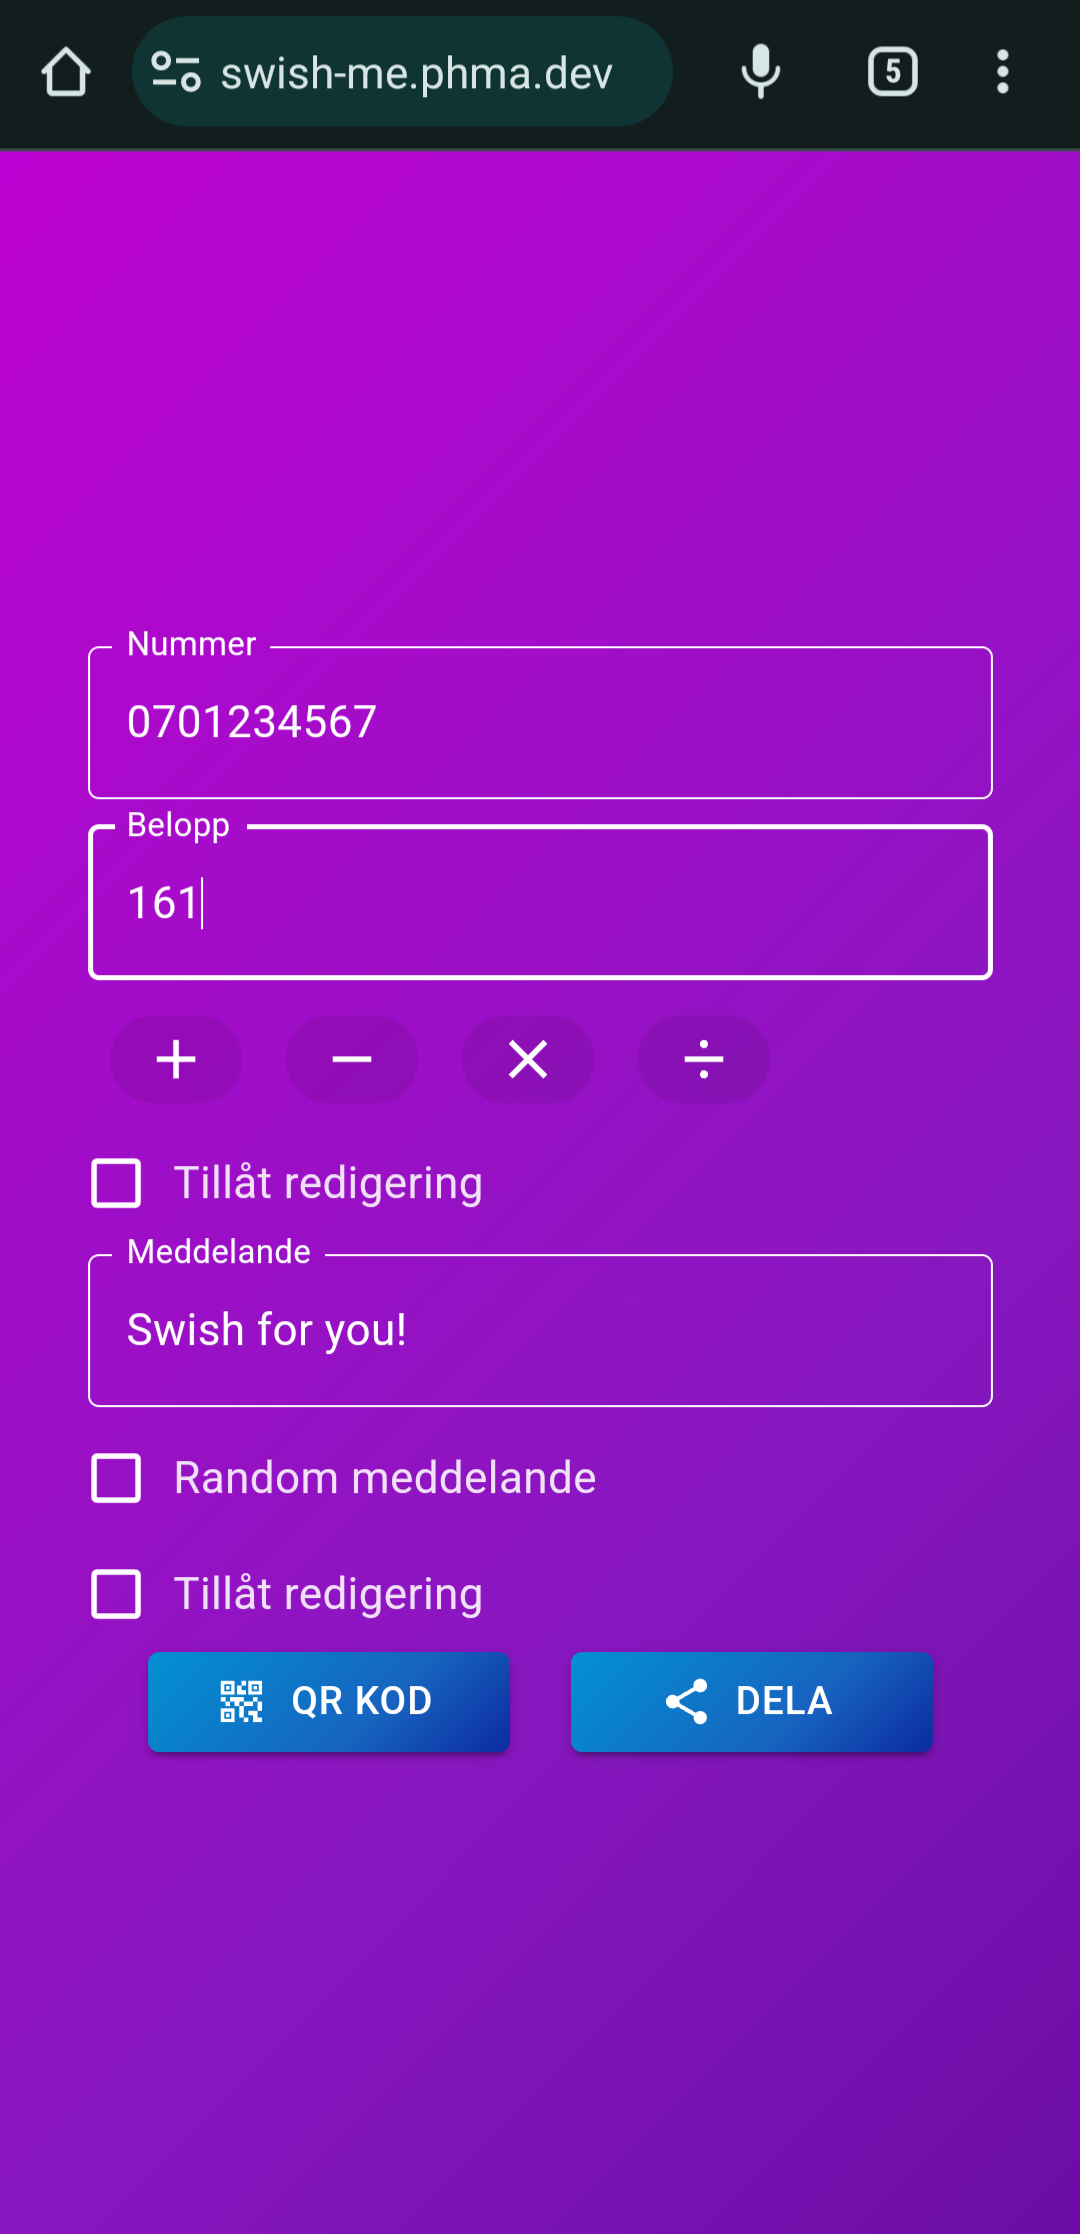 swish-me.phma.dev
5
Nummer
0701234567
Belopp
161
+ − × ÷
Tillåt redigering
Meddelande
Swish for you!
Random meddelande
Tillåt redigering
QR KOD
DELA